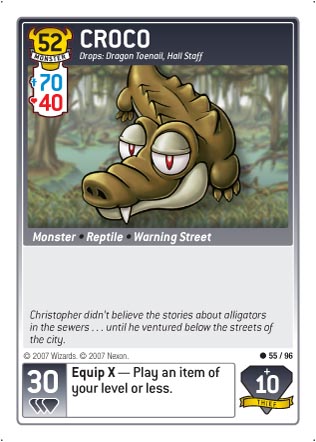 52
MONSTER
CROCO
Drops: Dragon Toenail, Hall Staff
70
40
Monster • Reptile • Warning Street
Christopher didn't believe the stories about alligators
in the sewers . . . until he ventured below the streets of
the city.
© 2007 Wizards. © 2007 Nexon.
● 55 / 96
30
Equip X — Play an item of
your level or less.
+
10
THIEF